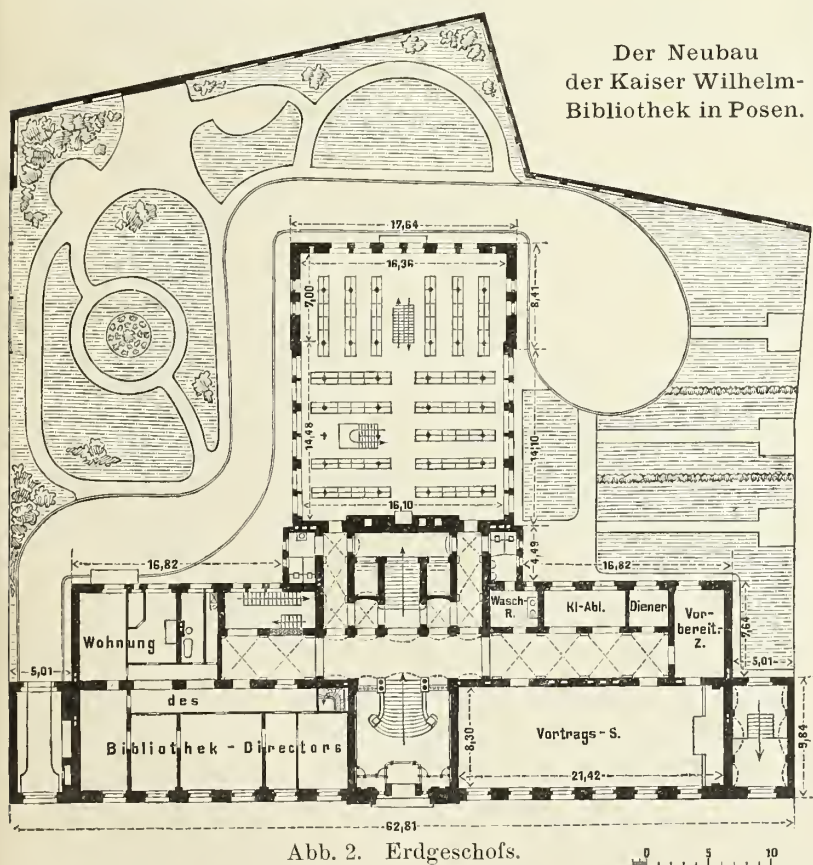 Der Neubau
der Kaiser Wilhelm-
Bibliothek in Posen.
17,64
16,36
7,00
8,41
14,48
14,10
16,10
4,49
16,82
16,82
Wasch-
R.
Kl-Abl.
Diener
Vor-
bereit.-
Z.
7,64
Wohnung
5,01
5,01
des
Bibliothek - Directors
8,30
Vortrags - S.
21,42
9,84
62,81
Abb. 2. Erdgeschoſs.
0 5 10